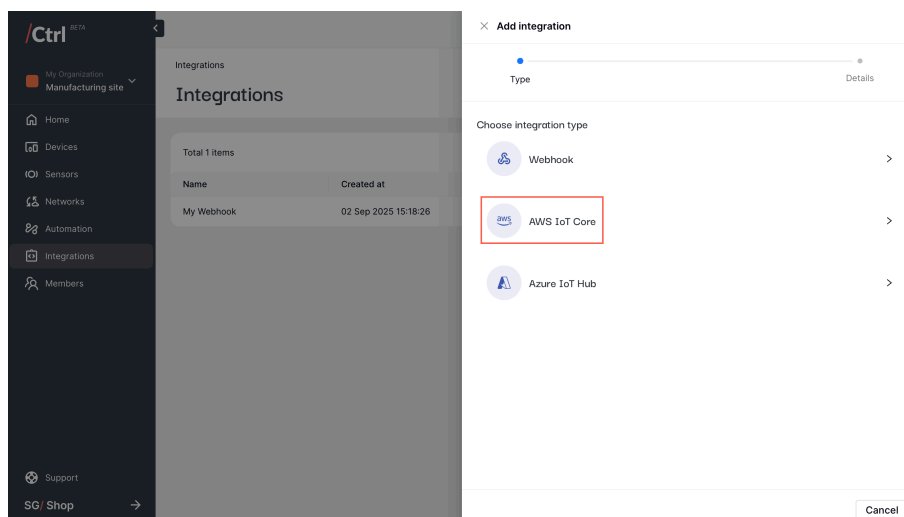 /Ctrl BETA
My Organization
Manufacturing site
Home
Devices
Sensors
Networks
Automation
Integrations
Members
Support
SG/ Shop
Integrations
Integrations
Total 1 items
Name Created at
My Webhook 02 Sep 2025 15:18:26
Add integration
Type Details
Choose integration type
Webhook
aws AWS IoT Core
Azure IoT Hub
Cancel